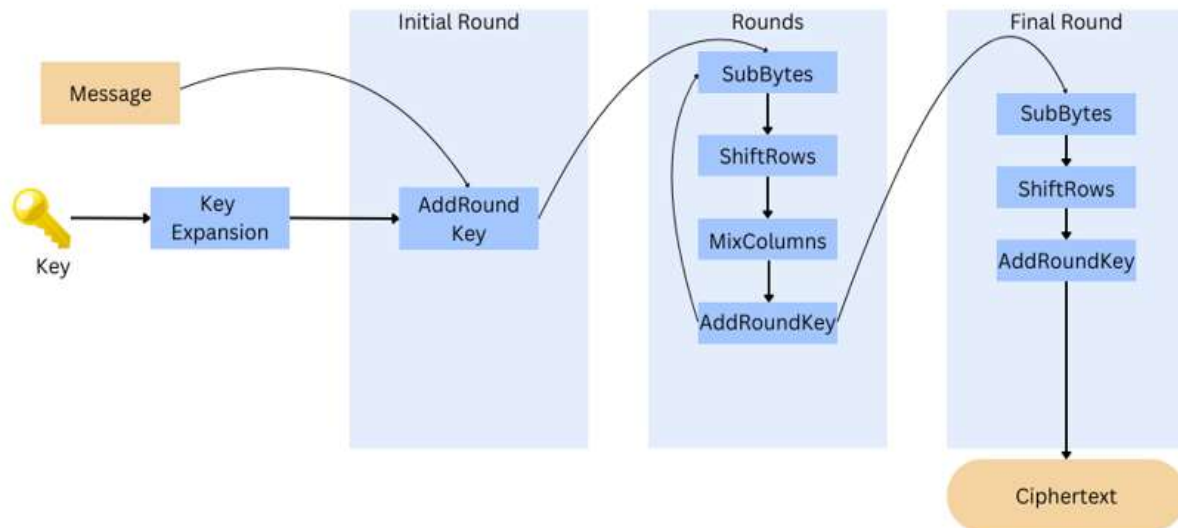 Initial Round
Rounds
Final Round
Message
Key
Key
Expansion
AddRound
Key
SubBytes
ShiftRows
MixColumns
AddRoundKey
SubBytes
ShiftRows
AddRoundKey
Ciphertext